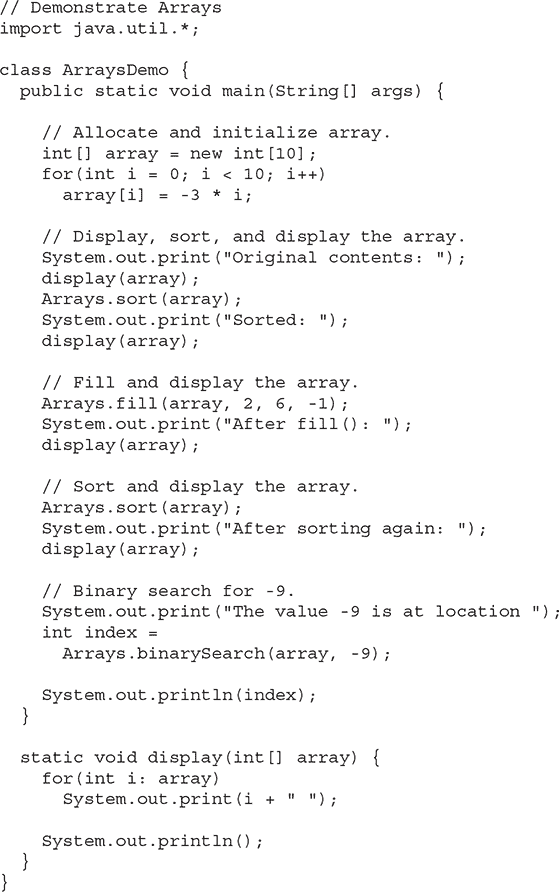 // Demonstrate Arrays
import java.util.*;

class ArraysDemo {
  public static void main(String[] args) {

    // Allocate and initialize array.
    int[] array = new int[10];
    for(int i = 0; i < 10; i++)
      array[i] = -3 * i;

    // Display, sort, and display the array.
    System.out.print("Original contents: ");
    display(array);
    Arrays.sort(array);
    System.out.print("Sorted: ");
    display(array);

    // Fill and display the array.
    Arrays.fill(array, 2, 6, -1);
    System.out.print("After fill(): ");
    display(array);

    // Sort and display the array.
    Arrays.sort(array);
    System.out.print("After sorting again: ");
    display(array);

    // Binary search for -9.
    System.out.print("The value -9 is at location ");
    int index =
      Arrays.binarySearch(array, -9);

    System.out.println(index);
  }

  static void display(int[] array) {
    for(int i: array)
      System.out.print(i + " ");

    System.out.println();
  }
}